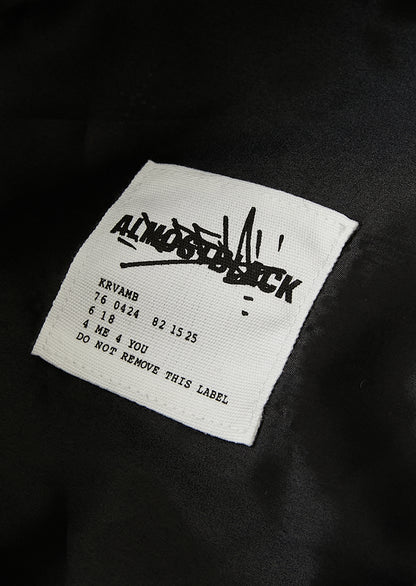 ALMOSTBLACK
KRVAMB
76 0424 82 15 25
6 18
4 ME 4 YOU
DO NOT REMOVE THIS LABEL